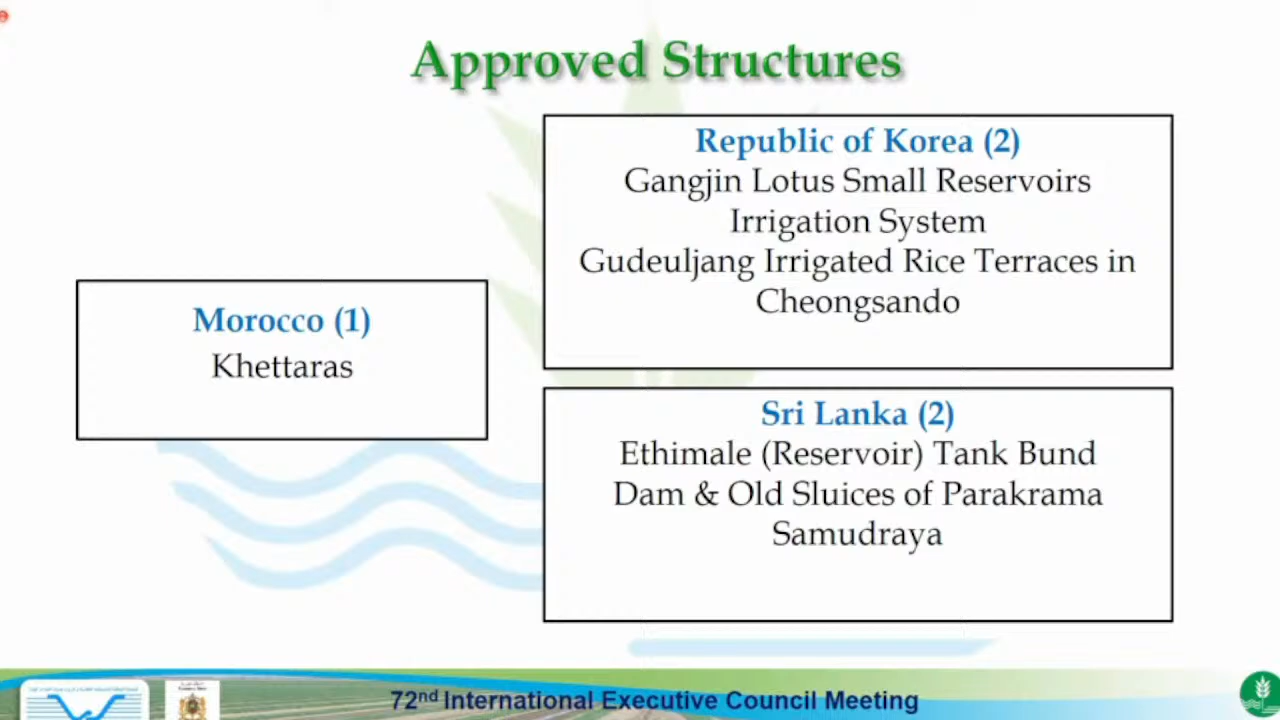 Approved Structures
Morocco (1)
Khettaras
Republic of Korea (2)
Gangjin Lotus Small Reservoirs
Irrigation System
Gudeuljang Irrigated Rice Terraces in
Cheongsando
Sri Lanka (2)
Ethimale (Reservoir) Tank Bund
Dam & Old Sluices of Parakrama
Samudraya
72nd International Executive Council Meeting